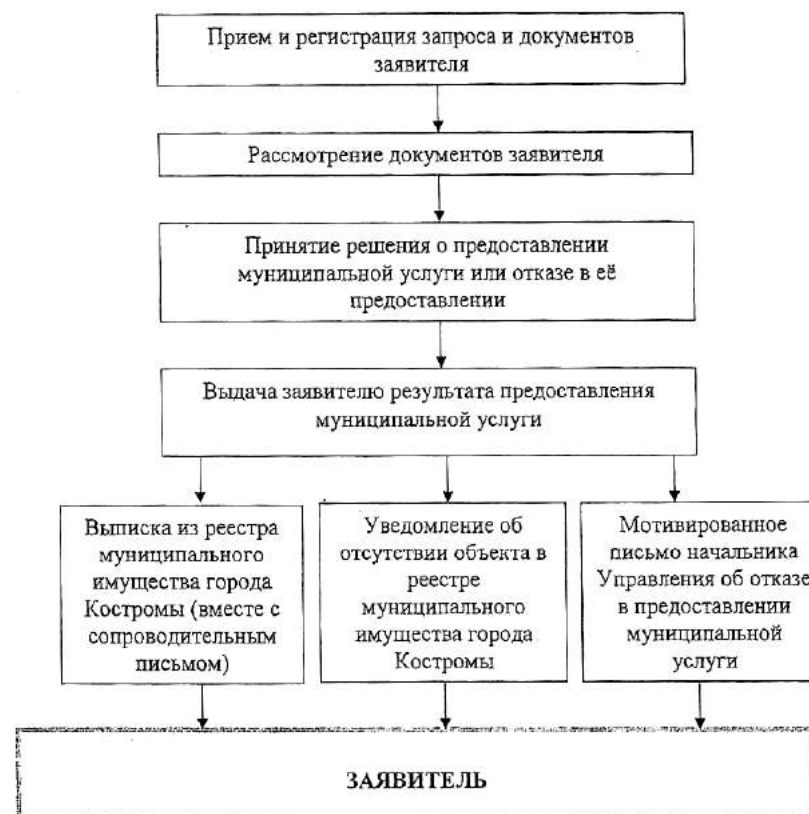 Прием и регистрация запроса и документов
заявителя
Рассмотрение документов заявителя
Принятие решения о предоставлении
муниципальной услуги или отказе в её
предоставлении
Выдача заявителю результата предоставления
муниципальной услуги
Выписка из реестра
муниципального
имущества города
Костромы (вместе с
сопроводительным
письмом)
Уведомление об
отсутствии объекта в
реестре
муниципального
имущества города
Костромы
Мотивированное
письмо начальника
Управления об отказе
в предоставлении
муниципальной
услуги
ЗАЯВИТЕЛЬ